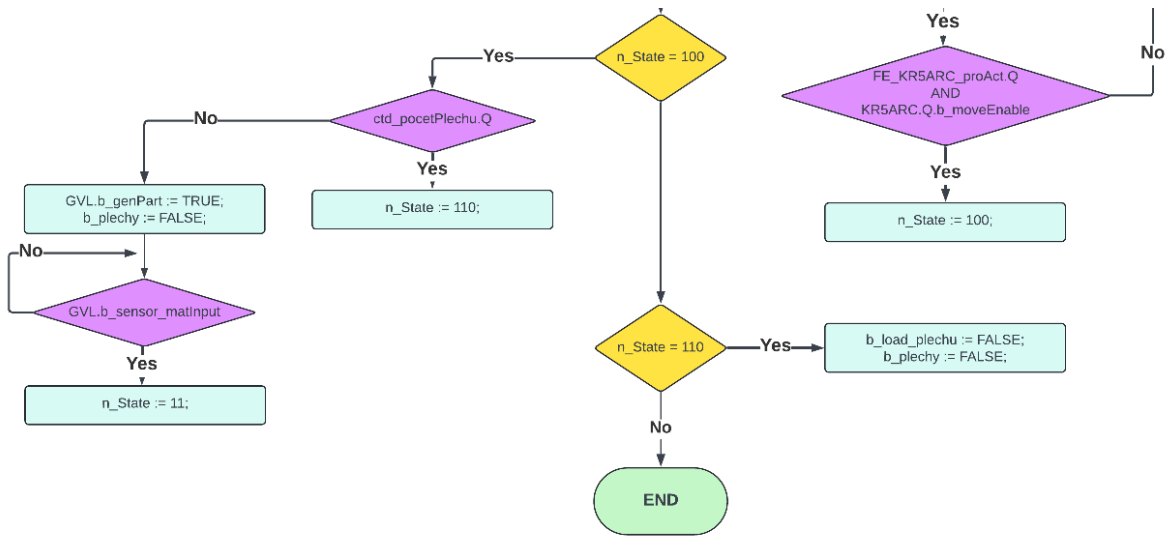 Yes
n_State = 100
Yes
No
FE_KR5ARC_proAct.Q
AND
KR5ARC.Q.b_moveEnable
No
ctd_pocetPlechu.Q
Yes
Yes
GVL.b_genPart := TRUE;
b_plechy := FALSE;
n_State := 110;
n_State := 100;
No
GVL.b_sensor_matInput
n_State = 110
Yes
b_load_plechu := FALSE;
b_plechy := FALSE;
Yes
n_State := 11;
No
END